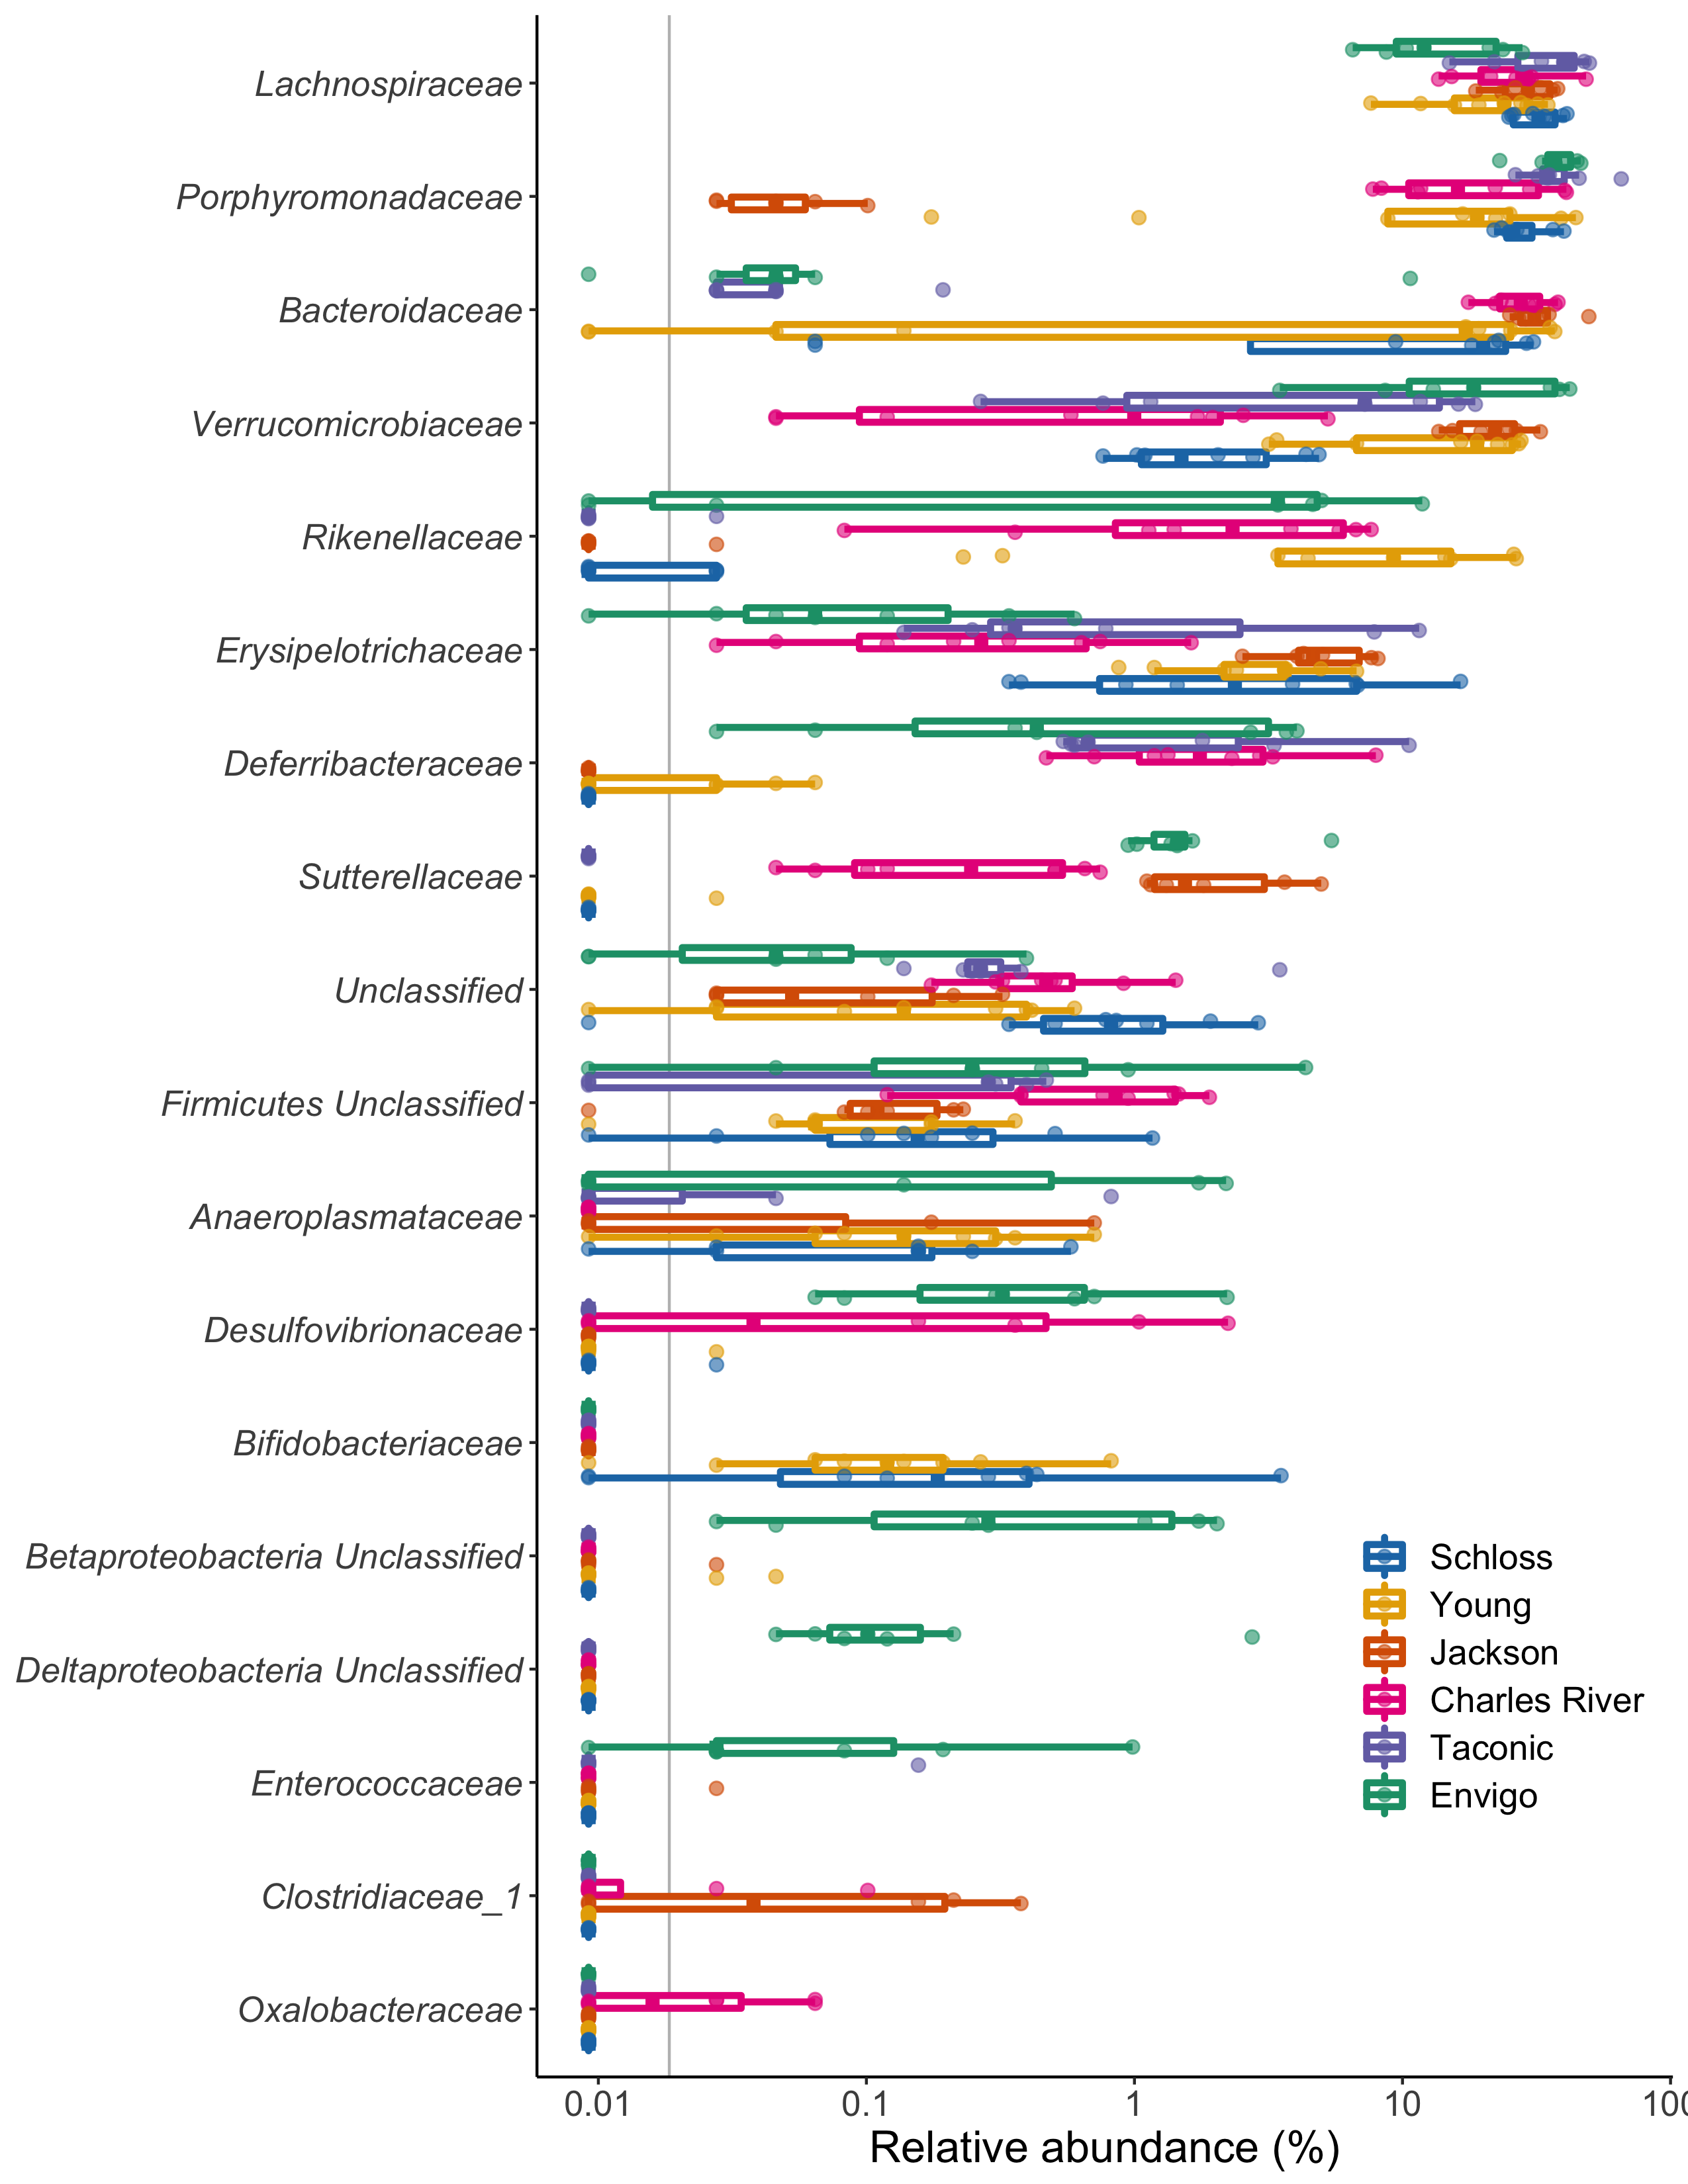 Lachnospiraceae
Porphyromonadaceae
Bacteroidaceae
Verrucomicrobiaceae
Rikenellaceae
Erysipelotrichaceae
Deferribacteraceae
Sutterellaceae
Unclassified
Firmicutes Unclassified
Anaeroplasmataceae
Desulfovibrionaceae
Bifidobacteriaceae
Betaproteobacteria Unclassified
Deltaproteobacteria Unclassified
Enterococcaceae
Clostridiaceae_1
Oxalobacteraceae
Schloss
Young
Jackson
Charles River
Taconic
Envigo
0.01 0.1 1 10 100
Relative abundance (%)